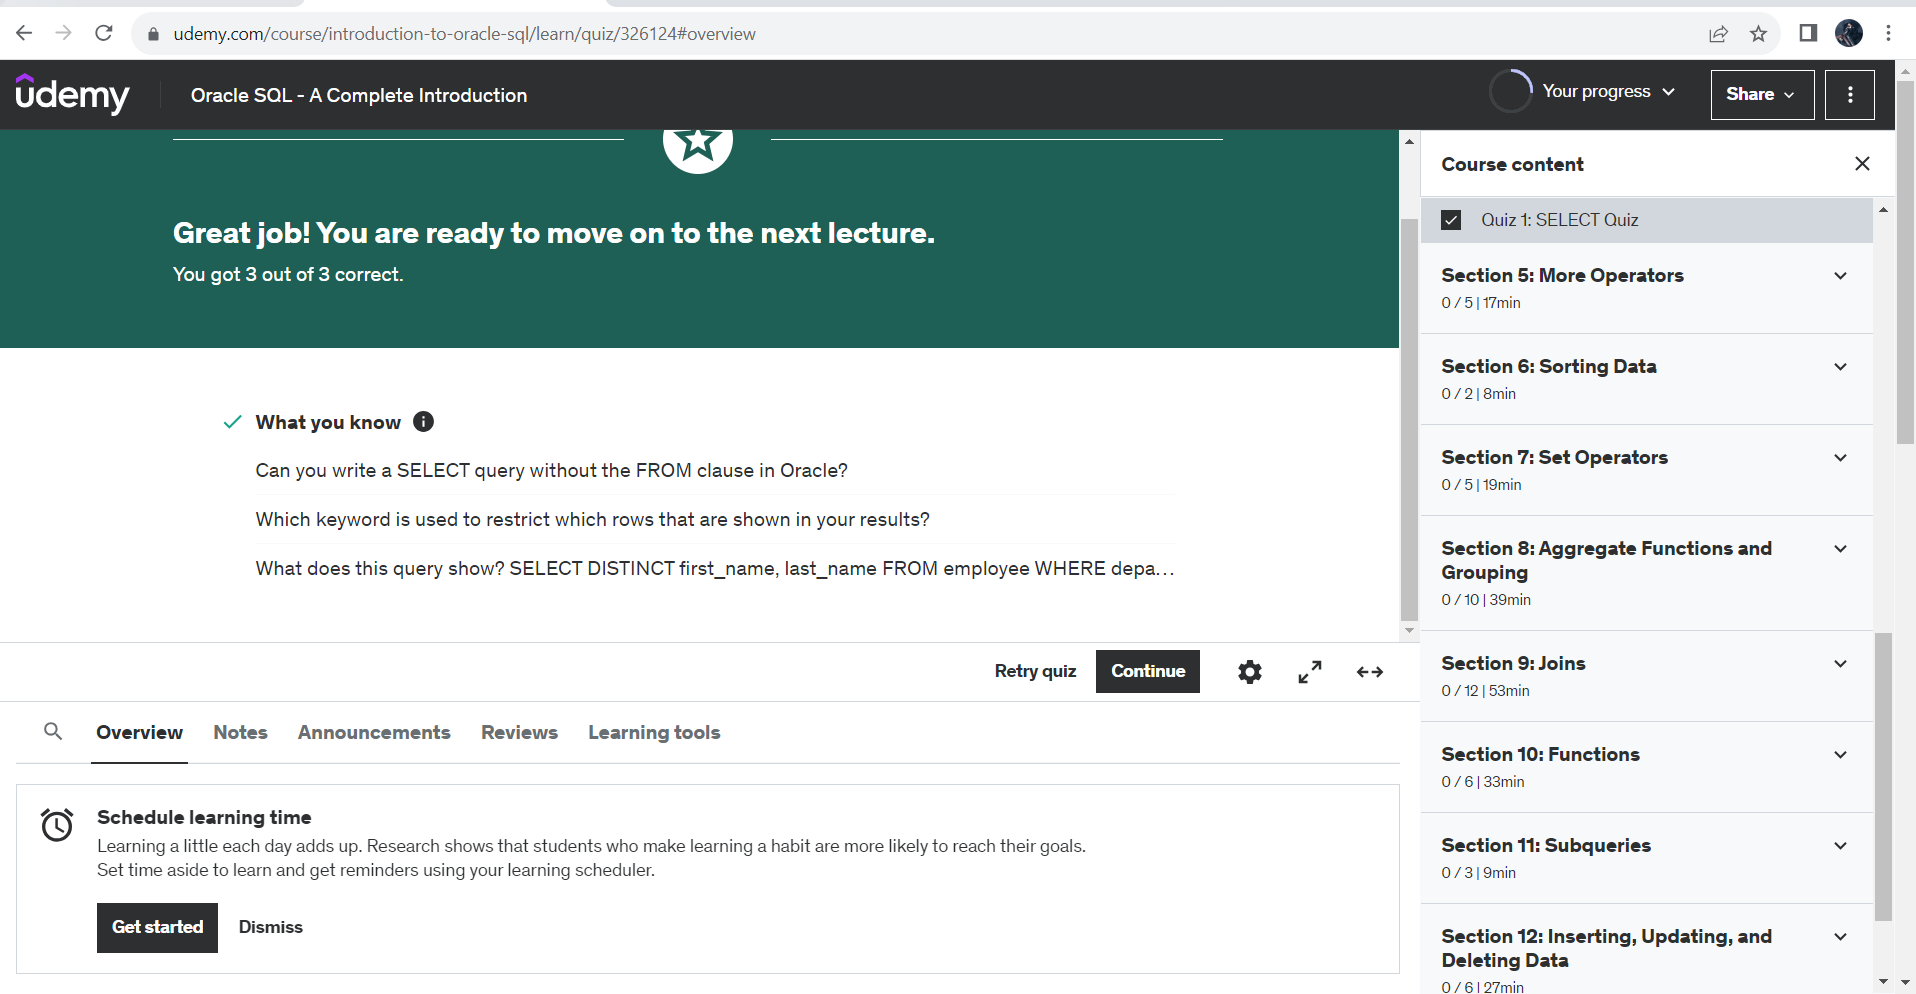 udemy.com/course/introduction-to-oracle-sql/learn/quiz/326124#overview
udemy
Oracle SQL - A Complete Introduction
Your progress
Share
Great job! You are ready to move on to the next lecture.
You got 3 out of 3 correct.
What you know
Can you write a SELECT query without the FROM clause in Oracle?
Which keyword is used to restrict which rows that are shown in your results?
What does this query show? SELECT DISTINCT first_name, last_name FROM employee WHERE depa...
Retry quiz
Continue
Overview
Notes
Announcements
Reviews
Learning tools
Schedule learning time
Learning a little each day adds up. Research shows that students who make learning a habit are more likely to reach their goals.
Set time aside to learn and get reminders using your learning scheduler.
Get started
Dismiss
Course content
Quiz 1: SELECT Quiz
Section 5: More Operators
0 / 5 | 17min
Section 6: Sorting Data
0 / 2 | 8min
Section 7: Set Operators
0 / 5 | 19min
Section 8: Aggregate Functions and
Grouping
0 / 10 | 39min
Section 9: Joins
0 / 12 | 53min
Section 10: Functions
0 / 6 | 33min
Section 11: Subqueries
0 / 3 | 9min
Section 12: Inserting, Updating, and
Deleting Data
0 / 6 | 27min